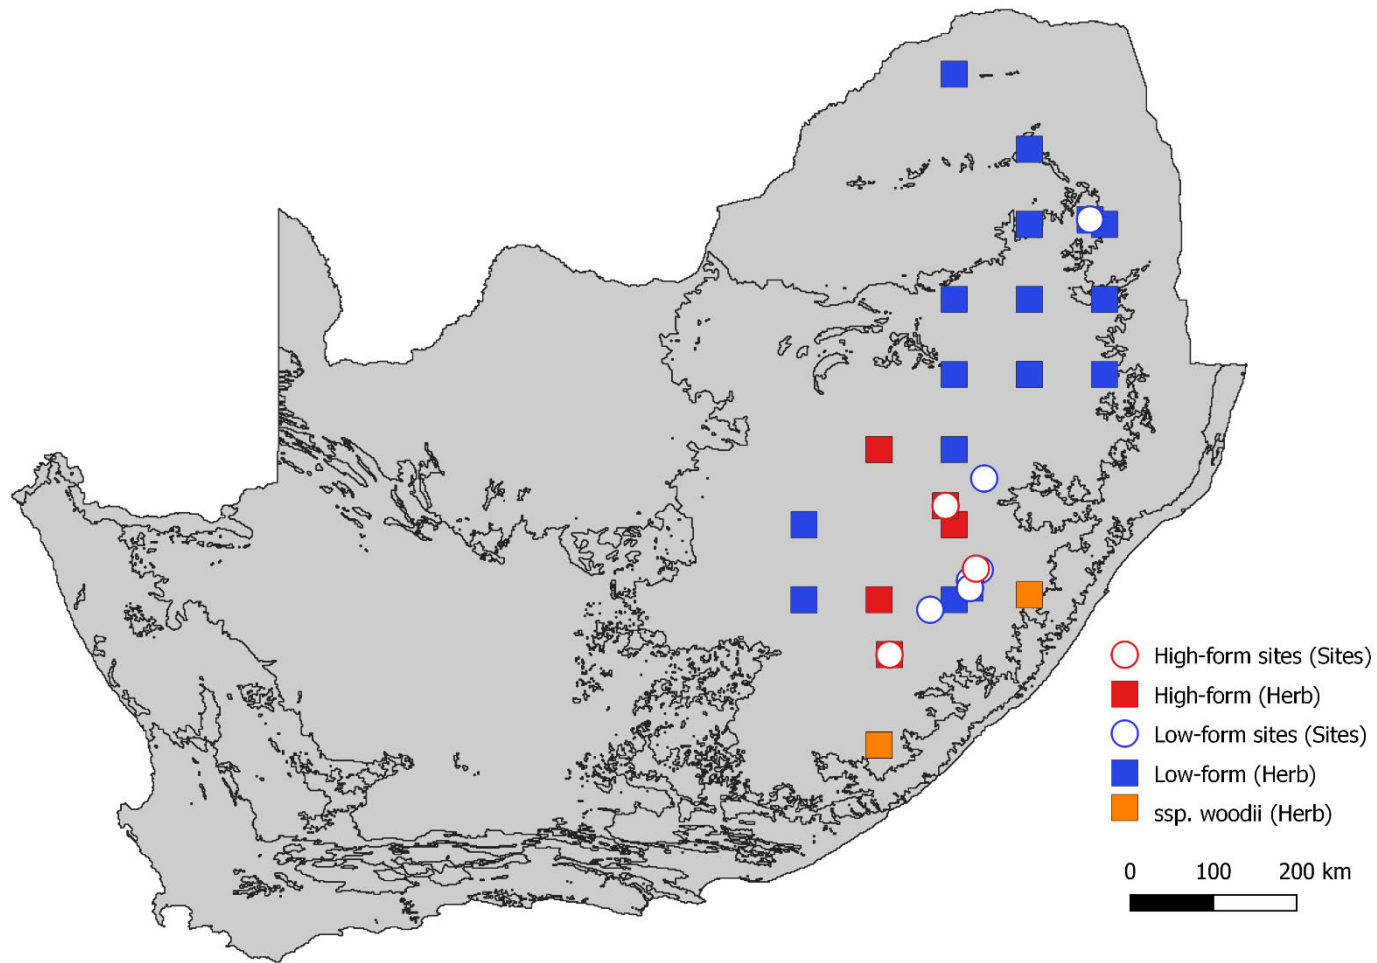 High-form sites (Sites)
High-form (Herb)
Low-form sites (Sites)
Low-form (Herb)
ssp. woodii (Herb)
0 100 200 km